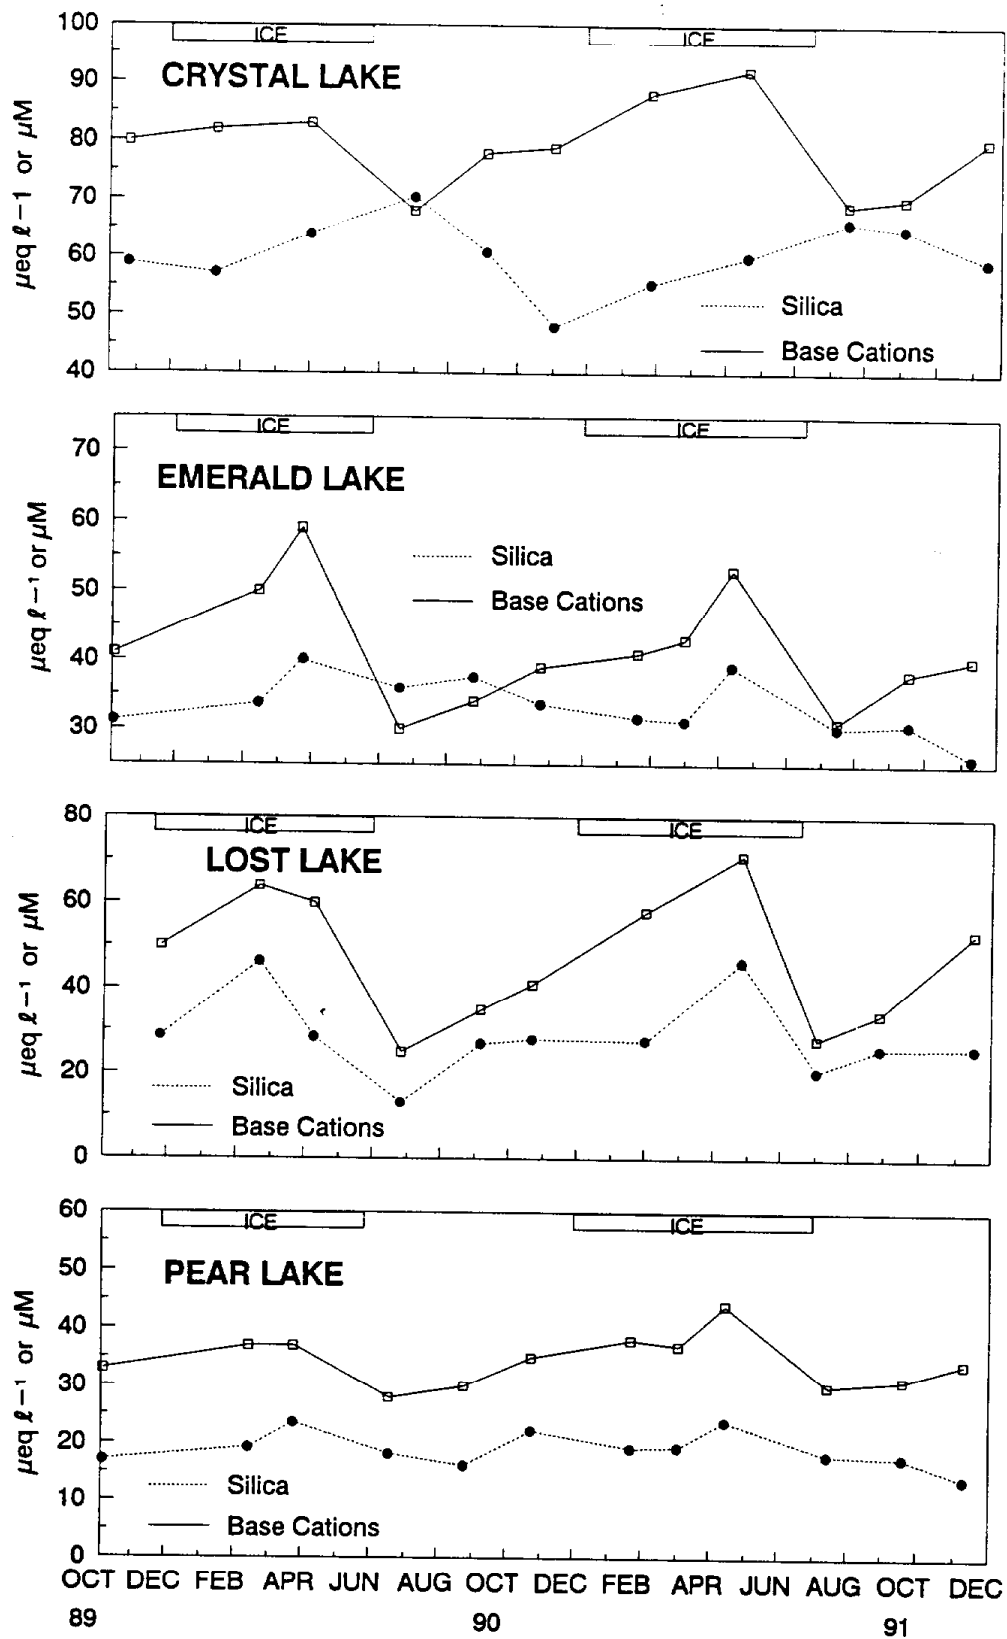 100
ICE
ICE
CRYSTAL LAKE
90
80
70
60
50
40
µeq ℓ−1 or µM
Silica
Base Cations
ICE
ICE
70
EMERALD LAKE
60
50
40
30
µeq ℓ−1 or µM
Silica
Base Cations
80
ICE
ICE
LOST LAKE
60
40
20
0
µeq ℓ−1 or µM
Silica
Base Cations
60
ICE
ICE
50
PEAR LAKE
40
30
20
10
0
µeq ℓ−1 or µM
Silica
Base Cations
OCT DEC FEB APR JUN AUG OCT DEC FEB APR JUN AUG OCT DEC
89 90 91